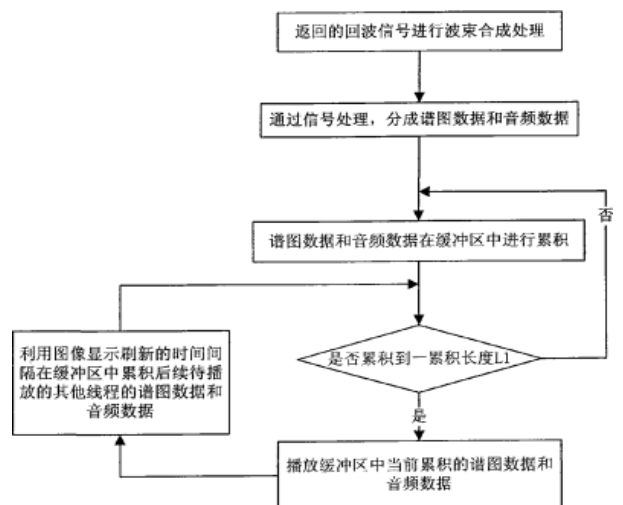 返回的回波信号进行波束合成处理
通过信号处理，分成谱图数据和音频数据
否
谱图数据和音频数据在缓冲区中进行累积
利用图像显示刷新的时间间
隔在缓冲区中累积后续待播
放的其他线程的谱图数据和
音频数据
是否累积到一累积长度L1
是
播放缓冲区中当前累积的谱图数据和
音频数据